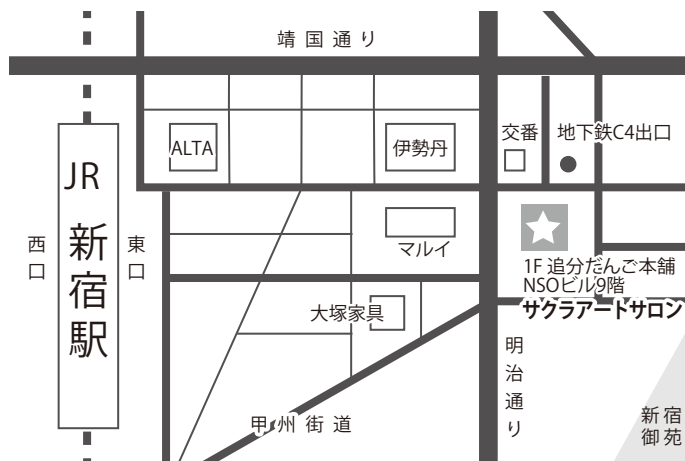 靖国通り
ALTA
伊勢丹
交番
地下鉄C4出口
JR
新宿駅
西口
東口
マルイ
1F 追分だんご本舗
NSOビル9階
サクラアートサロン
大塚家具
明治通り
甲州街道
新宿
御苑